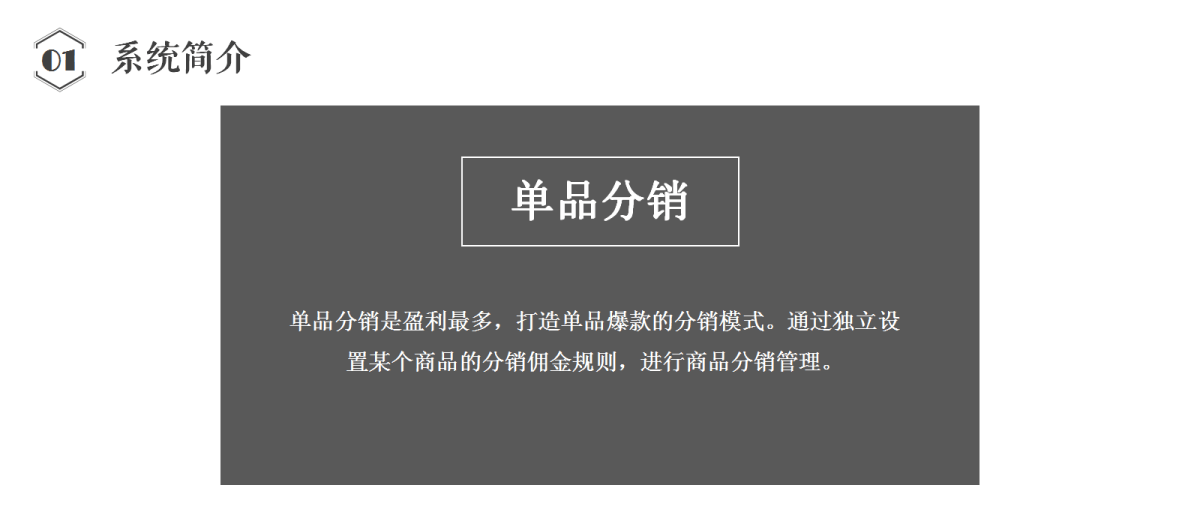 01 系统简介
单品分销
单品分销是盈利最多，打造单品爆款的分销模式。通过独立设
置某个商品的分销佣金规则，进行商品分销管理。